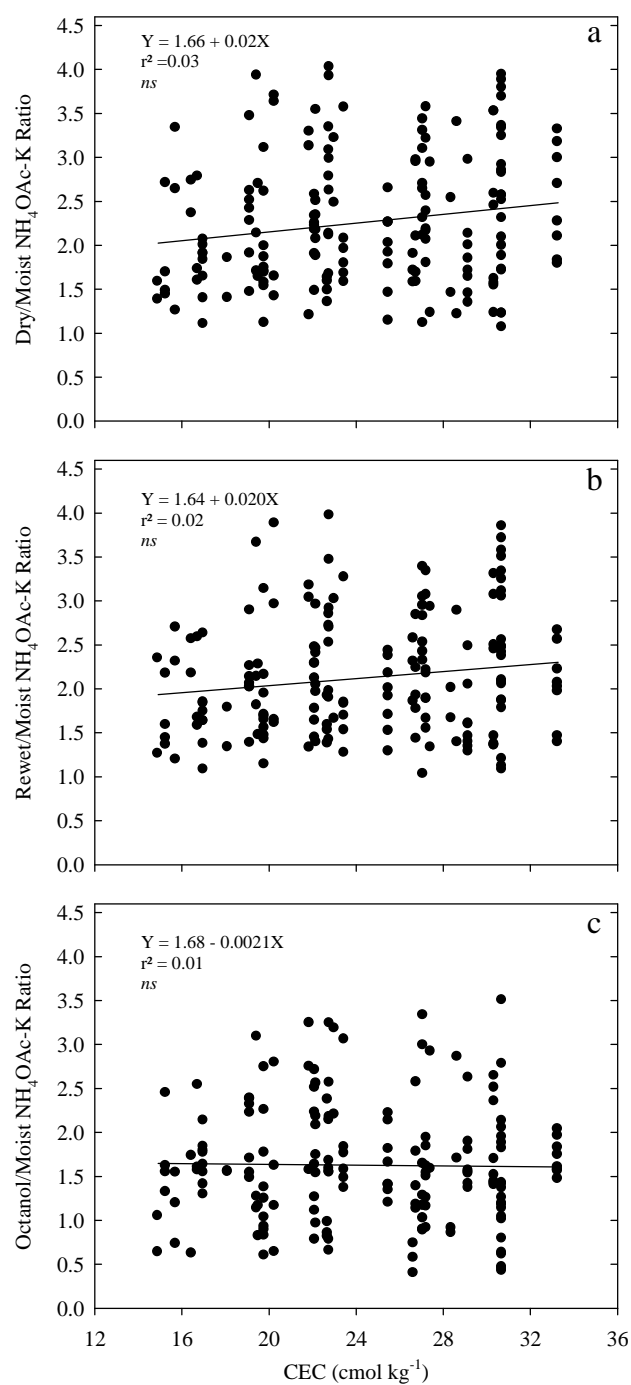 a
Y = 1.66 + 0.02X
r² =0.03
ns
4.5
4.0
3.5
3.0
2.5
2.0
1.5
1.0
0.5
0.0
Dry/Moist NH4OAc-K Ratio
b
Y = 1.64 + 0.020X
r² = 0.02
ns
4.5
4.0
3.5
3.0
2.5
2.0
1.5
1.0
0.5
0.0
Rewet/Moist NH4OAc-K Ratio
c
Y = 1.68 - 0.0021X
r² = 0.01
ns
4.5
4.0
3.5
3.0
2.5
2.0
1.5
1.0
0.5
0.0
Octanol/Moist NH4OAc-K Ratio
12 16 20 24 28 32 36
CEC (cmol kg-1)